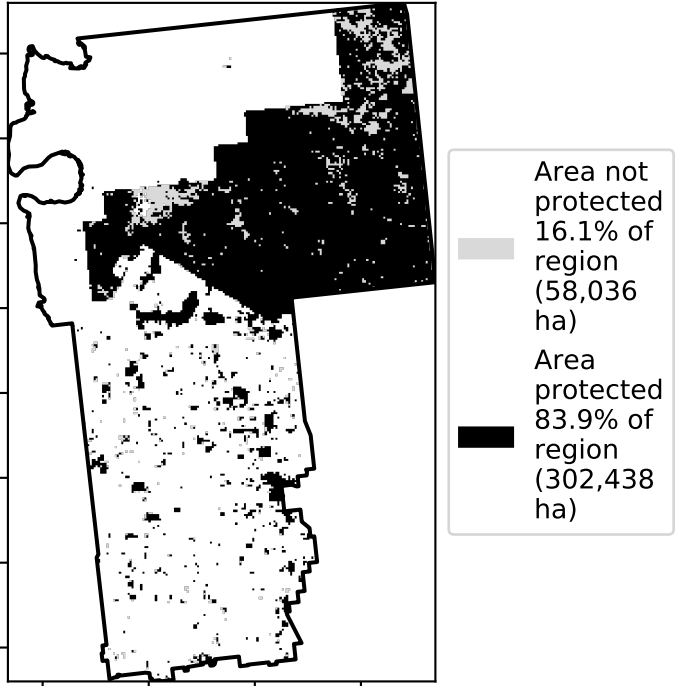 Area not
protected
16.1% of
region
(58,036
ha)
Area
protected
83.9% of
region
(302,438
ha)